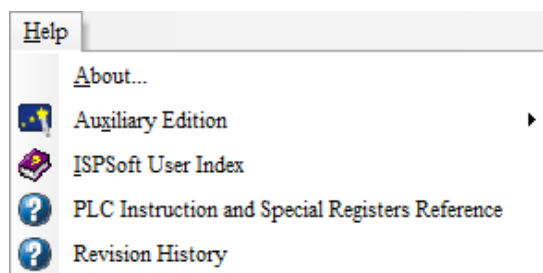 Help
About...
Auxiliary Edition
ISPSoft User Index
PLC Instruction and Special Registers Reference
Revision History